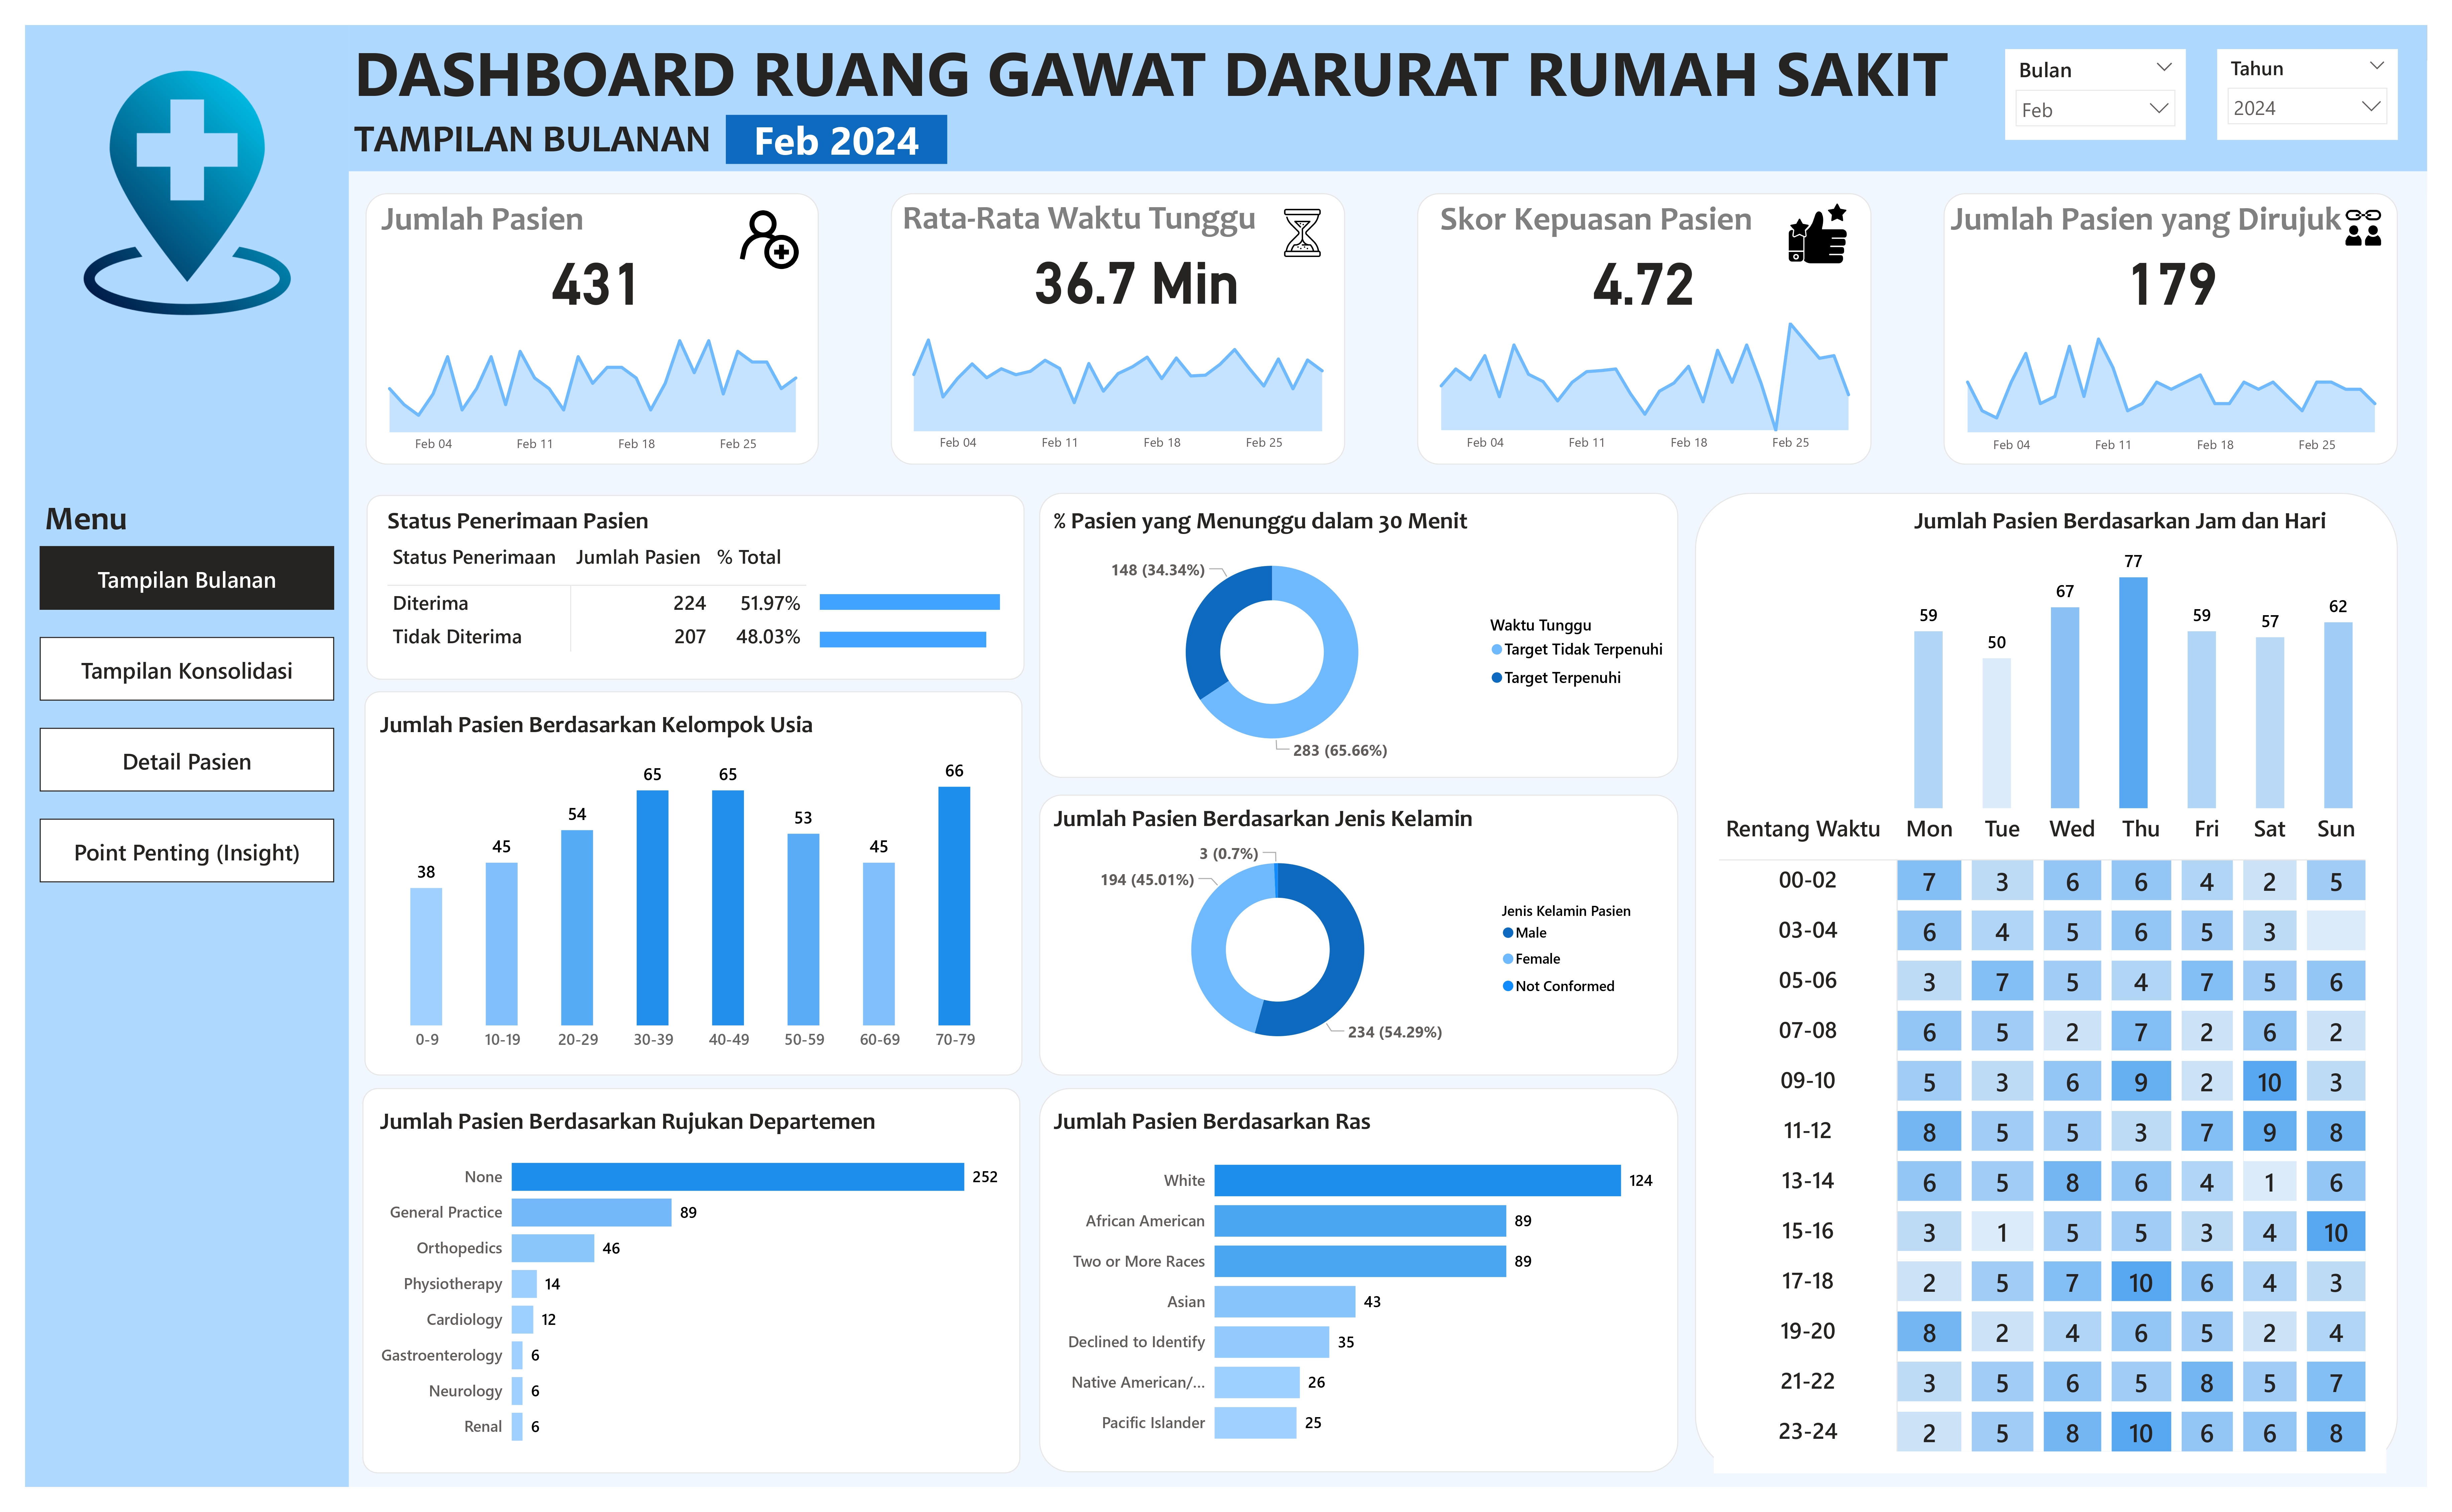 DASHBOARD RUANG GAWAT DARURAT RUMAH SAKIT
TAMPILAN BULANAN
Feb 2024
Bulan
Feb
Tahun
2024
Menu
Tampilan Bulanan
Tampilan Konsolidasi
Detail Pasien
Point Penting (Insight)
Jumlah Pasien
431
Feb 04 Feb 11 Feb 18 Feb 25
Rata-Rata Waktu Tunggu
36.7 Min
Feb 04 Feb 11 Feb 18 Feb 25
Skor Kepuasan Pasien
4.72
Feb 04 Feb 11 Feb 18 Feb 25
Jumlah Pasien yang Dirujuk
179
Feb 04 Feb 11 Feb 18 Feb 25
Status Penerimaan Pasien
Status Penerimaan Jumlah Pasien % Total
Diterima 224 51.97%
Tidak Diterima 207 48.03%
Jumlah Pasien Berdasarkan Kelompok Usia
38 45 54 65 65 53 45 66
0-9 10-19 20-29 30-39 40-49 50-59 60-69 70-79
Jumlah Pasien Berdasarkan Rujukan Departemen
None 252
General Practice 89
Orthopedics 46
Physiotherapy 14
Cardiology 12
Gastroenterology 6
Neurology 6
Renal 6
% Pasien yang Menunggu dalam 30 Menit
148 (34.34%)
283 (65.66%)
Waktu Tunggu
Target Tidak Terpenuhi
Target Terpenuhi
Jumlah Pasien Berdasarkan Jenis Kelamin
3 (0.7%)
194 (45.01%)
234 (54.29%)
Jenis Kelamin Pasien
Male
Female
Not Conformed
Jumlah Pasien Berdasarkan Ras
White 124
African American 89
Two or More Races 89
Asian 43
Declined to Identify 35
Native American/... 26
Pacific Islander 25
Jumlah Pasien Berdasarkan Jam dan Hari
59 50 67 77 59 57 62
Rentang Waktu Mon Tue Wed Thu Fri Sat Sun
00-02 7 3 6 6 4 2 5
03-04 6 4 5 6 5 3
05-06 3 7 5 4 7 5 6
07-08 6 5 2 7 2 6 2
09-10 5 3 6 9 2 10 3
11-12 8 5 5 3 7 9 8
13-14 6 5 8 6 4 1 6
15-16 3 1 5 5 3 4 10
17-18 2 5 7 10 6 4 3
19-20 8 2 4 6 5 2 4
21-22 3 5 6 5 8 5 7
23-24 2 5 8 10 6 6 8